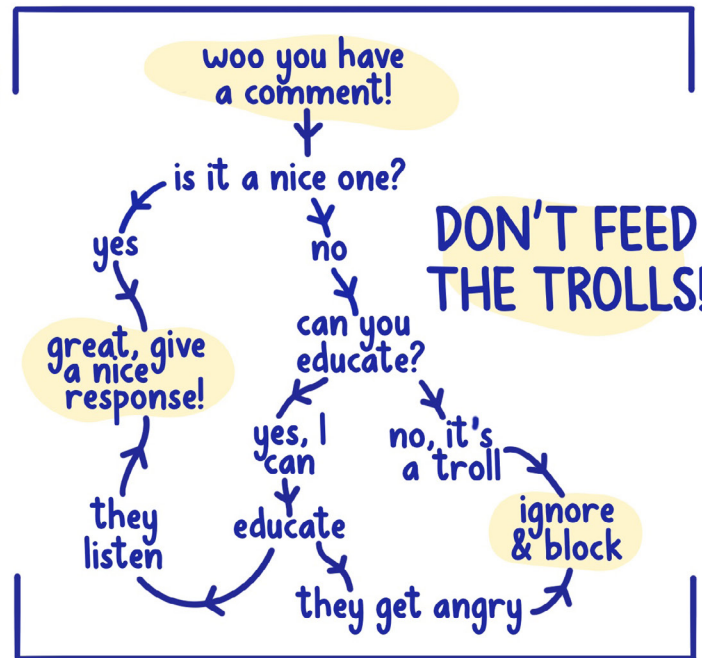 woo you have
a comment!
is it a nice one?
DON'T FEED
THE TROLLS!
yes
no
great, give
a nice
response!
can you
educate?
yes, I
can
no, it's
a troll
they
listen
educate
ignore
& block
they get angry